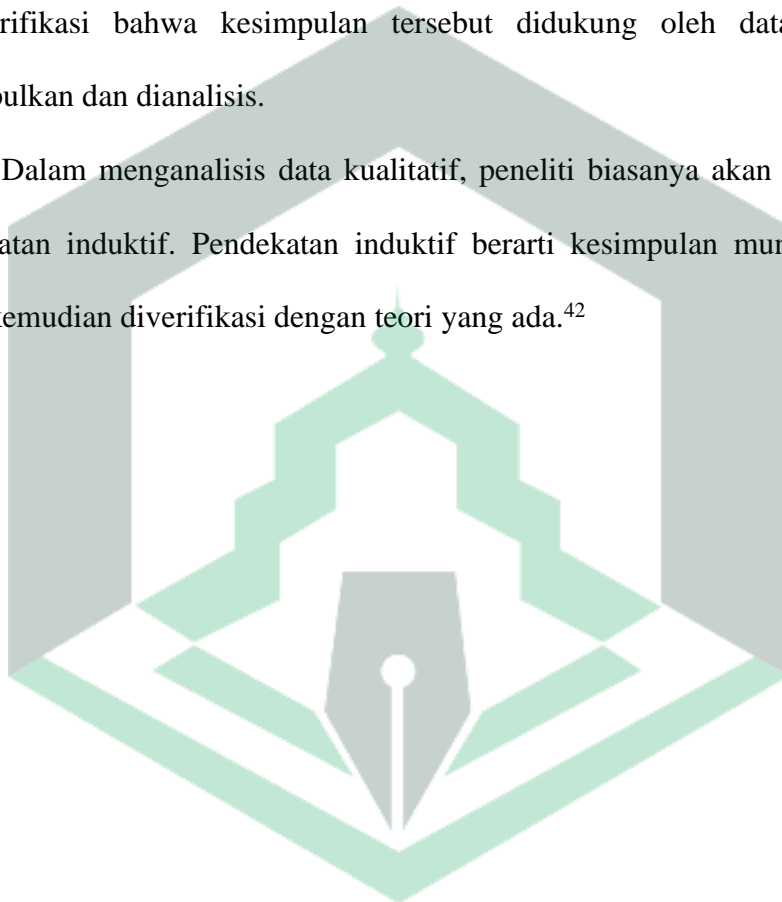 rifikasi bahwa kesimpulan tersebut didukung oleh data
pulkan dan dianalisis.
Dalam menganalisis data kualitatif, peneliti biasanya akan
atan induktif. Pendekatan induktif berarti kesimpulan mun
kemudian diverifikasi dengan teori yang ada.⁴²